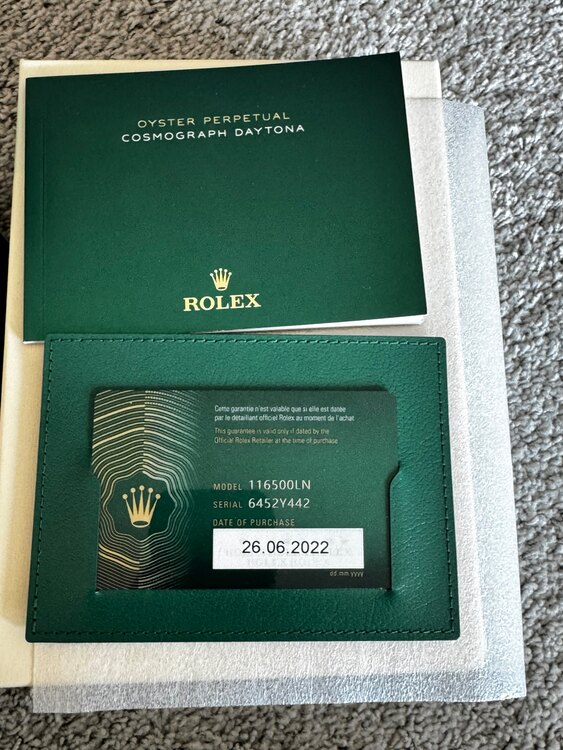 OYSTER PERPETUAL
COSMOGRAPH DAYTONA
ROLEX
Cette garantie n'est valable que si elle est datée
par le détaillant officiel Rolex au moment de l'achat
This guarantee is valid only if dated by the
Official Rolex Retailer at the time of purchase
MODEL 116500LN
SERIAL 6452Y442
DATE OF PURCHASE
26.06.2022
dd.mm.yyyy